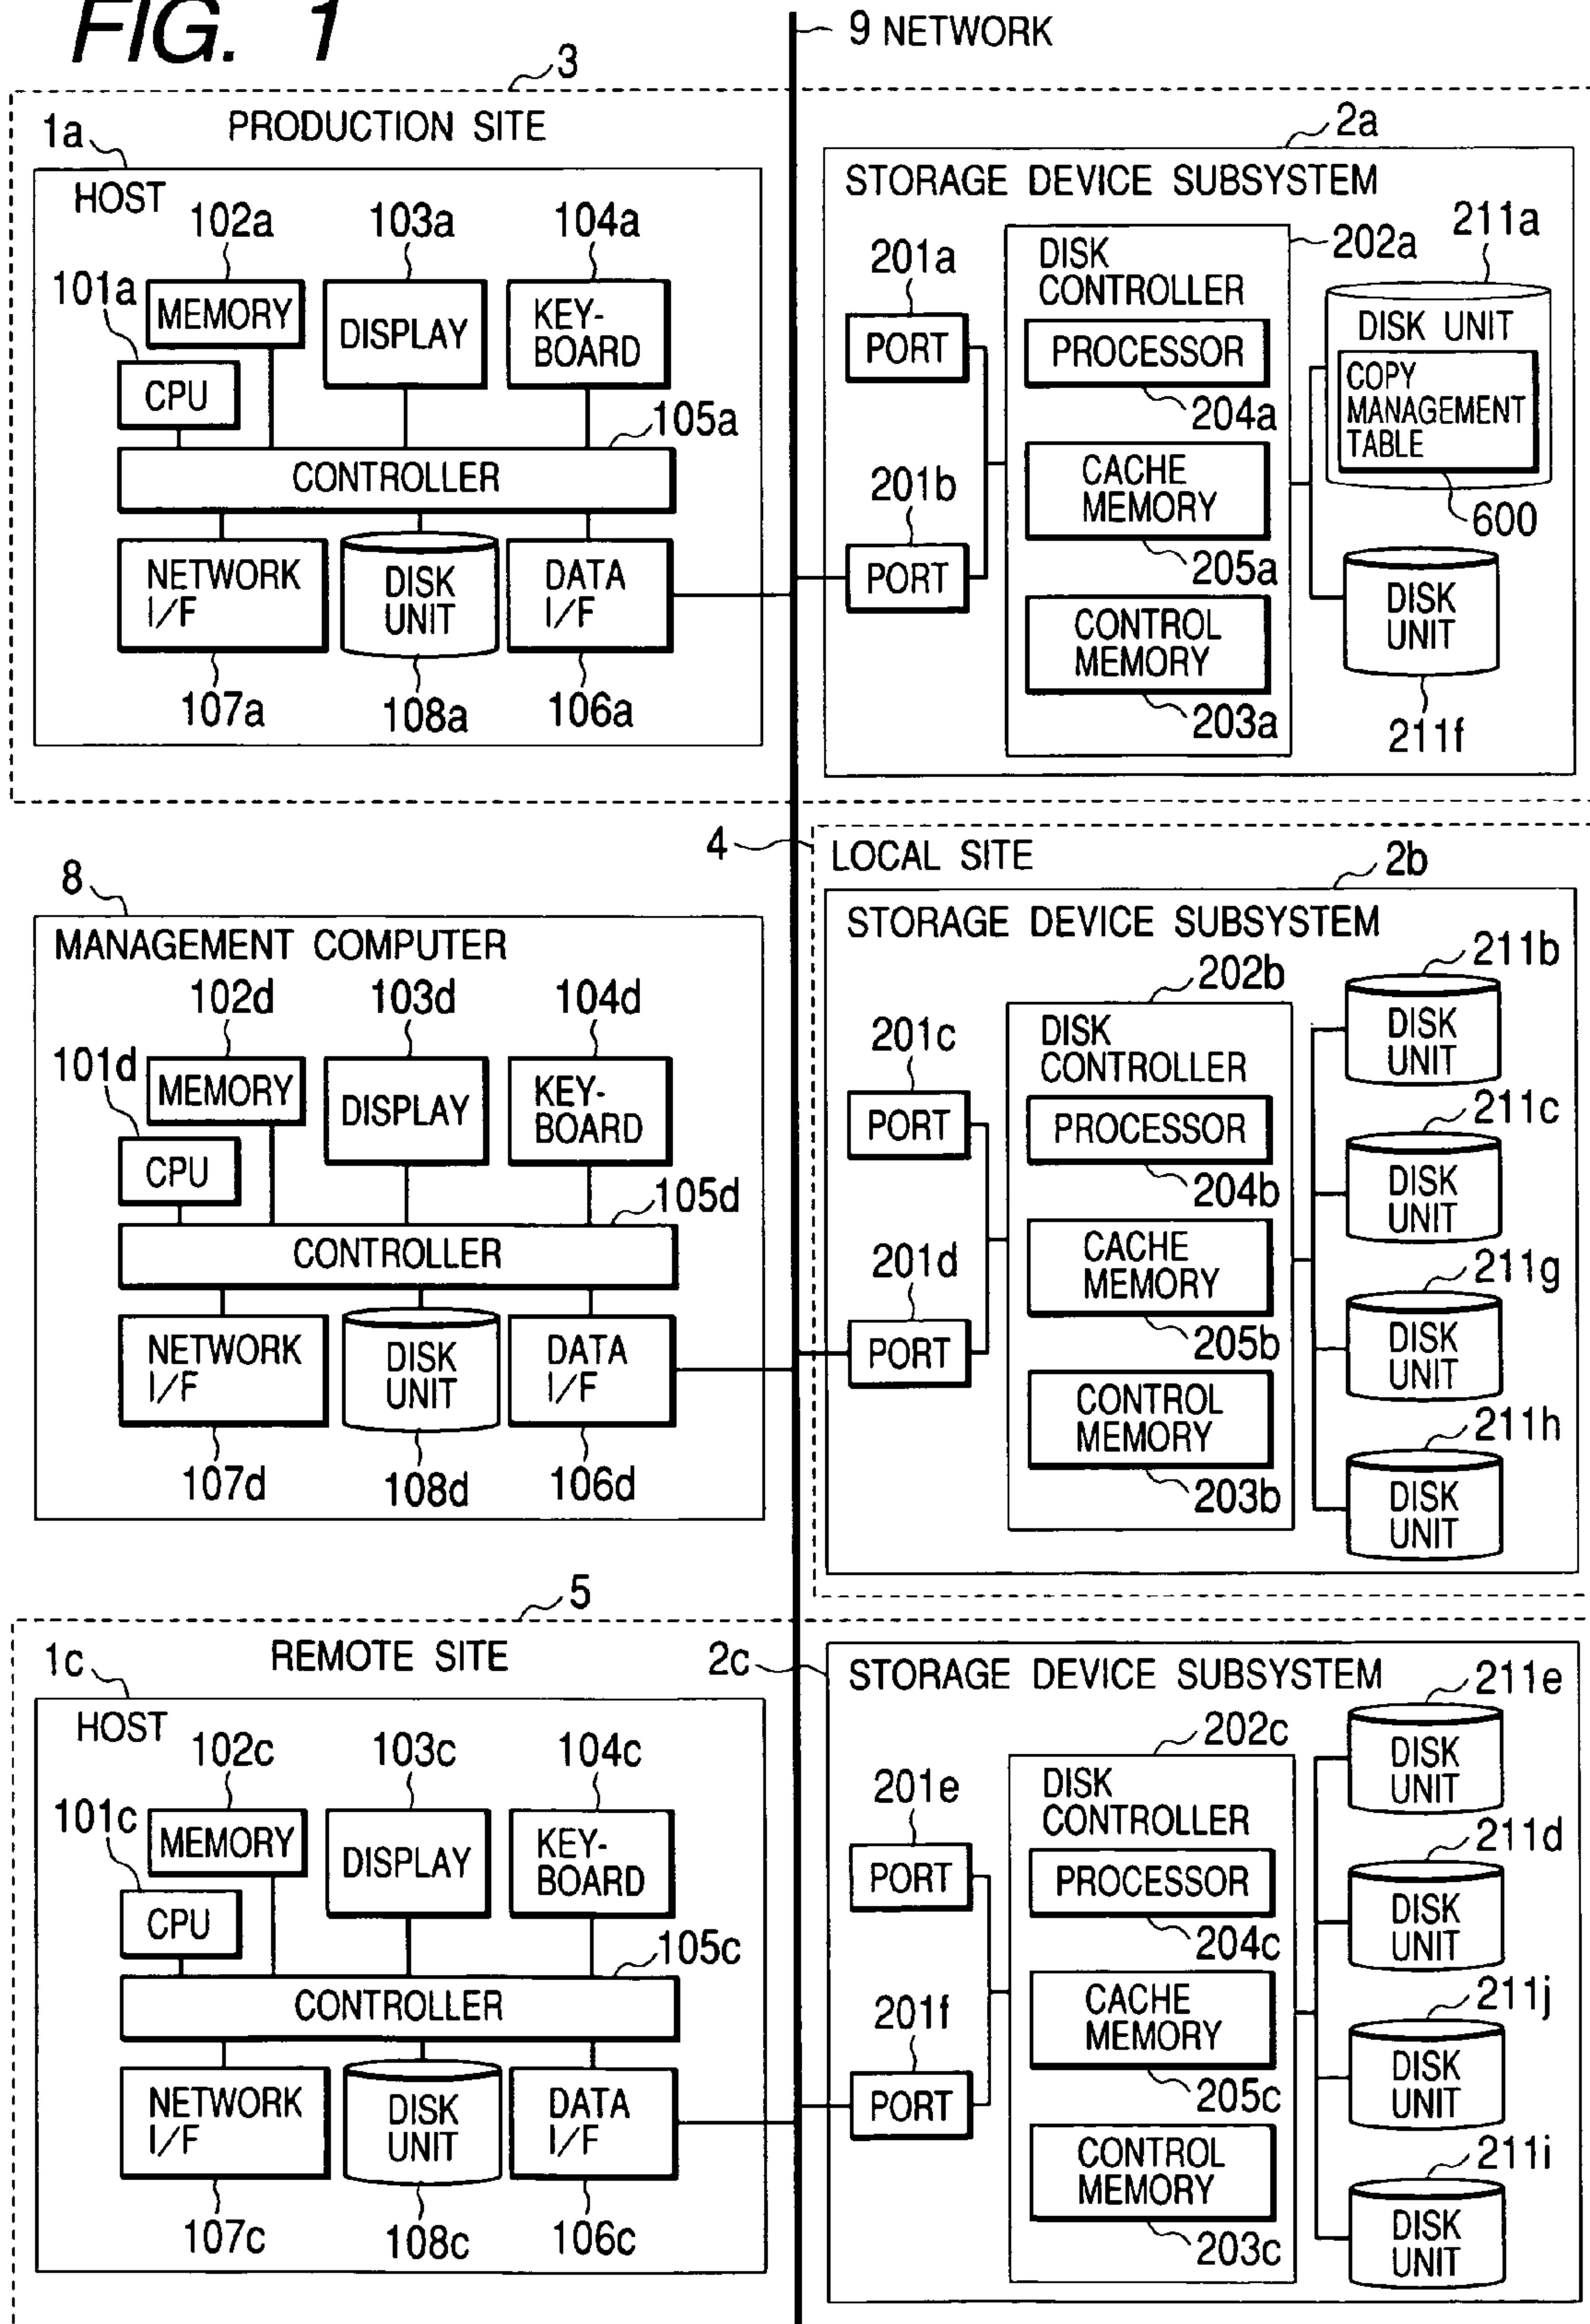 FIG. 1
9 NETWORK
3
PRODUCTION SITE
1a
HOST
102a
103a
104a
101a
MEMORY
DISPLAY
KEY-
BOARD
CPU
105a
CONTROLLER
NETWORK
I/F
DISK
UNIT
DATA
I/F
107a
108a
106a
2a
STORAGE DEVICE SUBSYSTEM
201a
PORT
201b
PORT
202a
DISK
CONTROLLER
PROCESSOR
204a
CACHE
MEMORY
205a
CONTROL
MEMORY
203a
211a
DISK UNIT
COPY
MANAGEMENT
TABLE
600
DISK
UNIT
211f
8
MANAGEMENT COMPUTER
102d
103d
104d
101d
MEMORY
DISPLAY
KEY-
BOARD
CPU
105d
CONTROLLER
NETWORK
I/F
DISK
UNIT
DATA
I/F
107d
108d
106d
4
LOCAL SITE
2b
STORAGE DEVICE SUBSYSTEM
201c
PORT
201d
PORT
202b
DISK
CONTROLLER
PROCESSOR
204b
CACHE
MEMORY
205b
CONTROL
MEMORY
203b
211b
DISK
UNIT
211c
DISK
UNIT
211g
DISK
UNIT
211h
DISK
UNIT
5
REMOTE SITE
1c
HOST
102c
103c
104c
101c
MEMORY
DISPLAY
KEY-
BOARD
CPU
105c
CONTROLLER
NETWORK
I/F
DISK
UNIT
DATA
I/F
107c
108c
106c
2c
STORAGE DEVICE SUBSYSTEM
201e
PORT
201f
PORT
202c
DISK
CONTROLLER
PROCESSOR
204c
CACHE
MEMORY
205c
CONTROL
MEMORY
203c
211e
DISK
UNIT
211d
DISK
UNIT
211j
DISK
UNIT
211i
DISK
UNIT